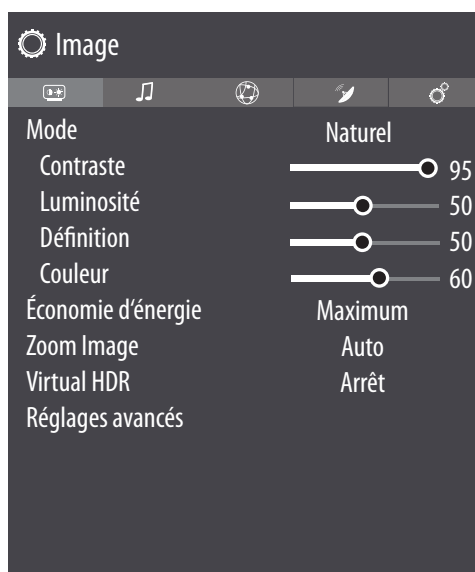 Image
Mode Naturel
Contraste 95
Luminosité 50
Définition 50
Couleur 60
Économie d'énergie Maximum
Zoom Image Auto
Virtual HDR Arrêt
Réglages avancés